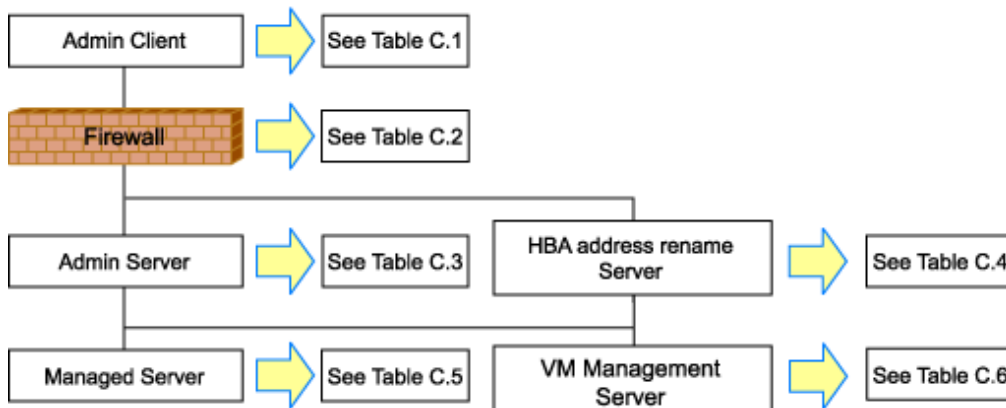 Admin Client
See Table C.1
Firewall
See Table C.2
Admin Server
See Table C.3
HBA address rename
Server
See Table C.4
Managed Server
See Table C.5
VM Management
Server
See Table C.6